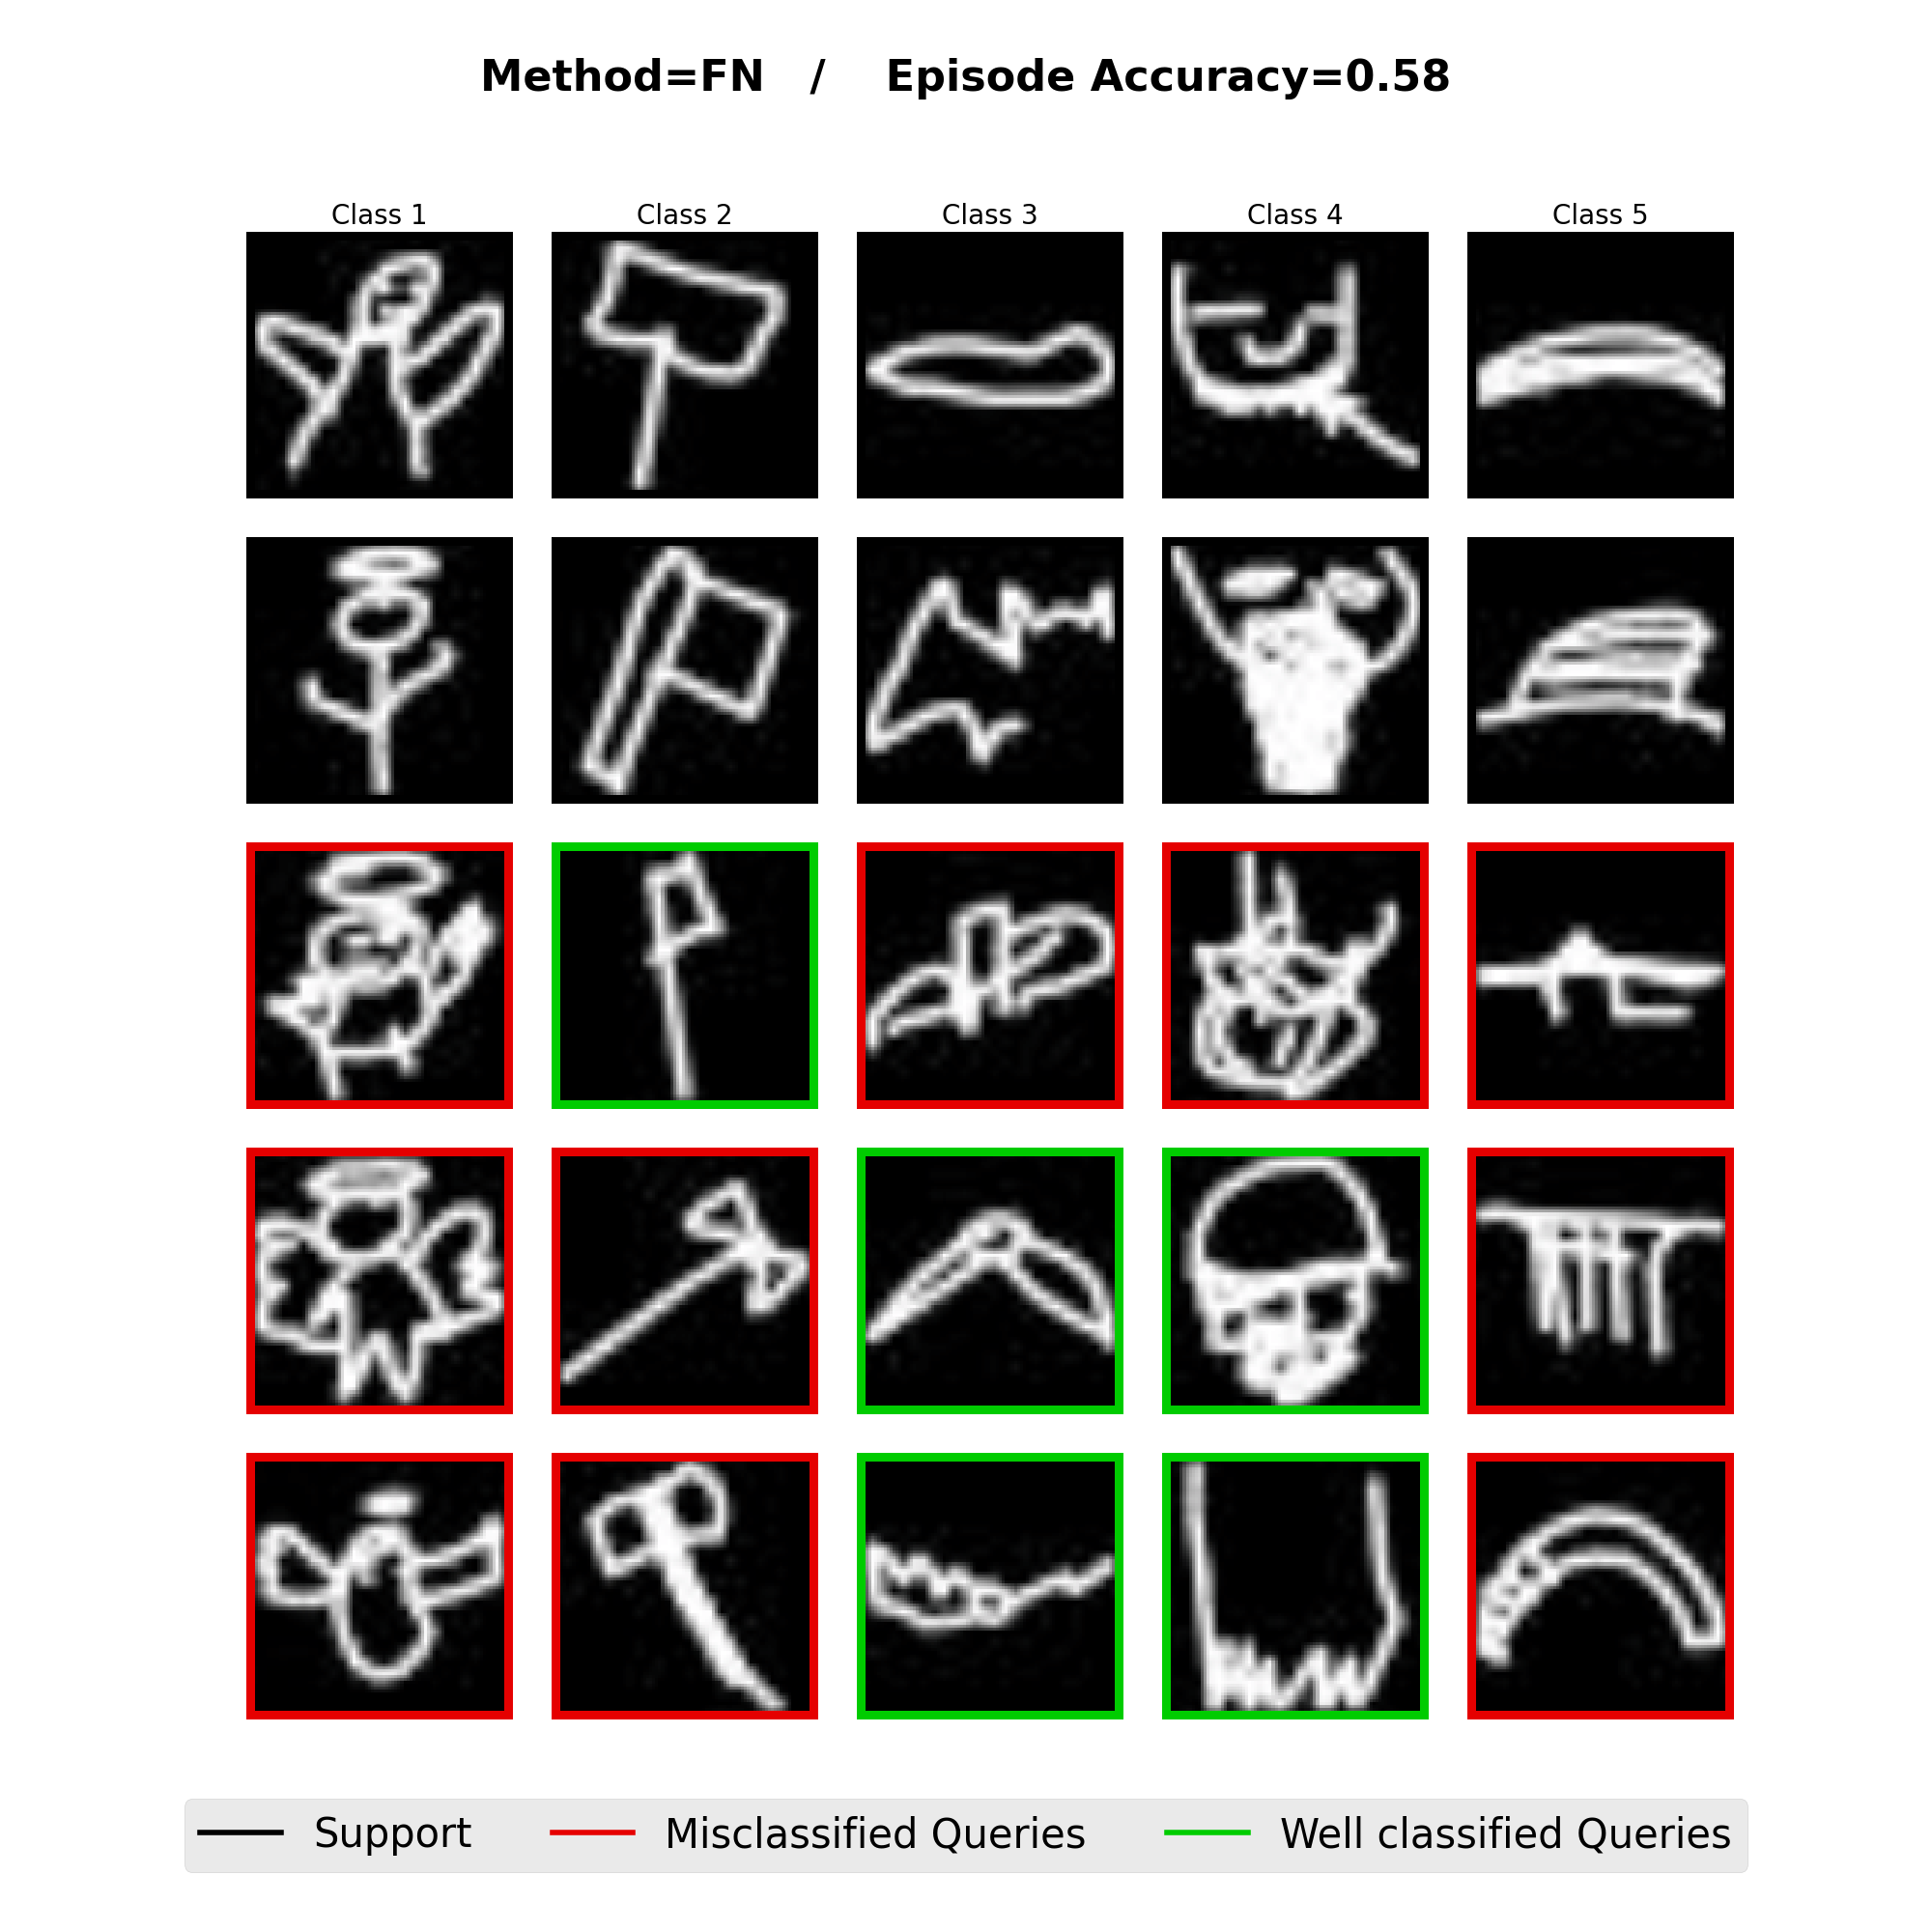 Method=FN / Episode Accuracy=0.58
Class 1 Class 2 Class 3 Class 4 Class 5
Support Misclassified Queries Well classified Queries